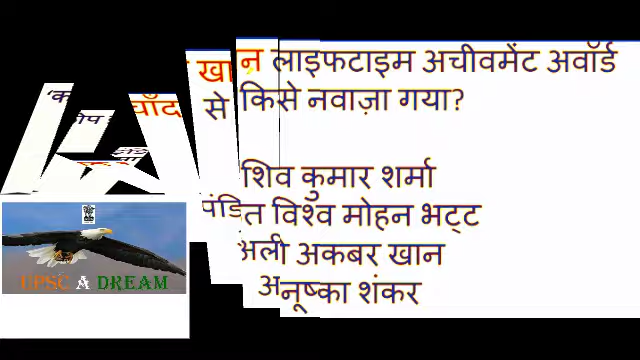 खान लाइफटाइम अचीवमेंट अवॉर्ड
चाँद से किसे नवाज़ा गया?
शिव कुमार शर्मा
पंडित विश्व मोहन भट्ट
अली अकबर खान
अनूष्का शंकर
UPSC A DREAM